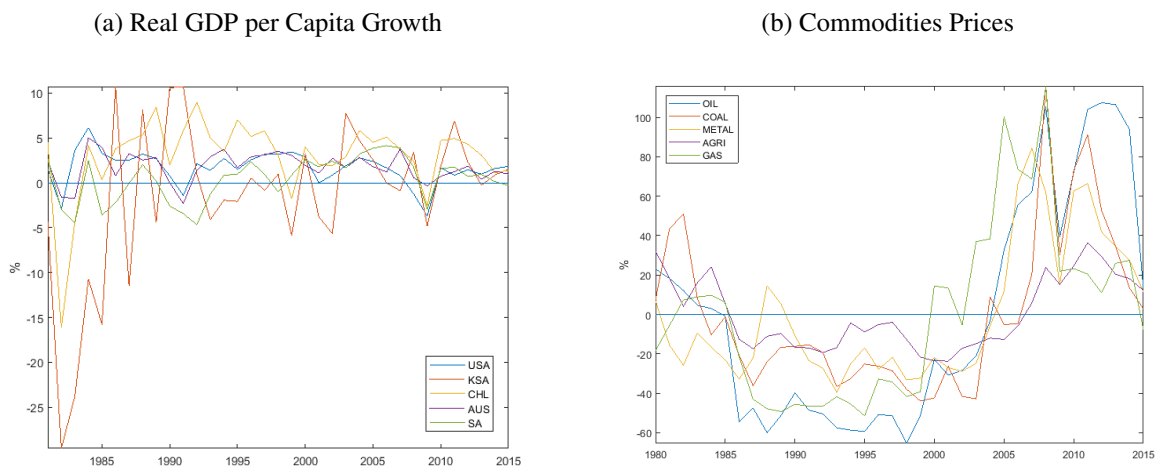 (a) Real GDP per Capita Growth
10
5
0
-5
-10
-15
-20
-25
%
1985
1990
1995
2000
2005
2010
2015
USA
KSA
CHL
AUS
SA
(b) Commodities Prices
100
80
60
40
20
0
-20
-40
-60
%
1980
1985
1990
1995
2000
2005
2010
2015
OIL
COAL
METAL
AGRI
GAS